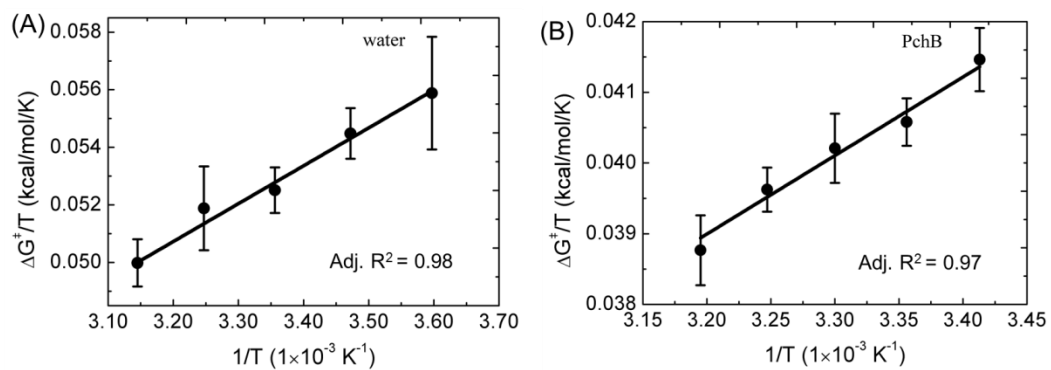 (A)
water
0.058
0.056
0.054
0.052
0.050
ΔG‡/T (kcal/mol/K)
Adj. R² = 0.98
3.10 3.20 3.30 3.40 3.50 3.60 3.70
1/T (1×10⁻³ K⁻¹)
(B)
PchB
0.042
0.041
0.040
0.039
0.038
ΔG‡/T (kcal/mol/K)
Adj. R² = 0.97
3.15 3.20 3.25 3.30 3.35 3.40 3.45
1/T (1×10⁻³ K⁻¹)